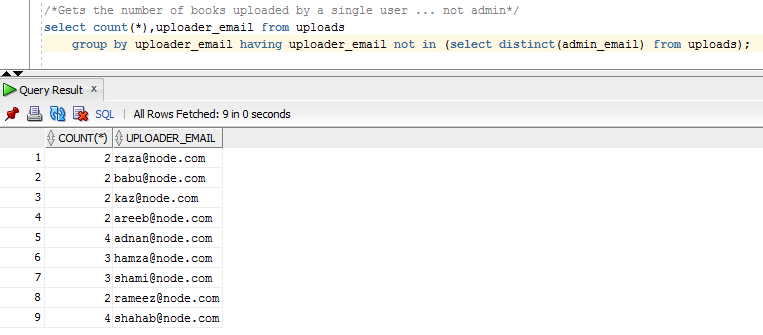 /*Gets the number of books uploaded by a single user ... not admin*/
select count(*),uploader_email from uploads
group by uploader_email having uploader_email not in (select distinct(admin_email) from uploads);
Query Result x
SQL | All Rows Fetched: 9 in 0 seconds
COUNT(*) UPLOADER_EMAIL
1 2 raza@node.com
2 2 babu@node.com
3 2 kaz@node.com
4 2 areeb@node.com
5 4 adnan@node.com
6 3 hamza@node.com
7 3 shami@node.com
8 2 rameez@node.com
9 4 shahab@node.com